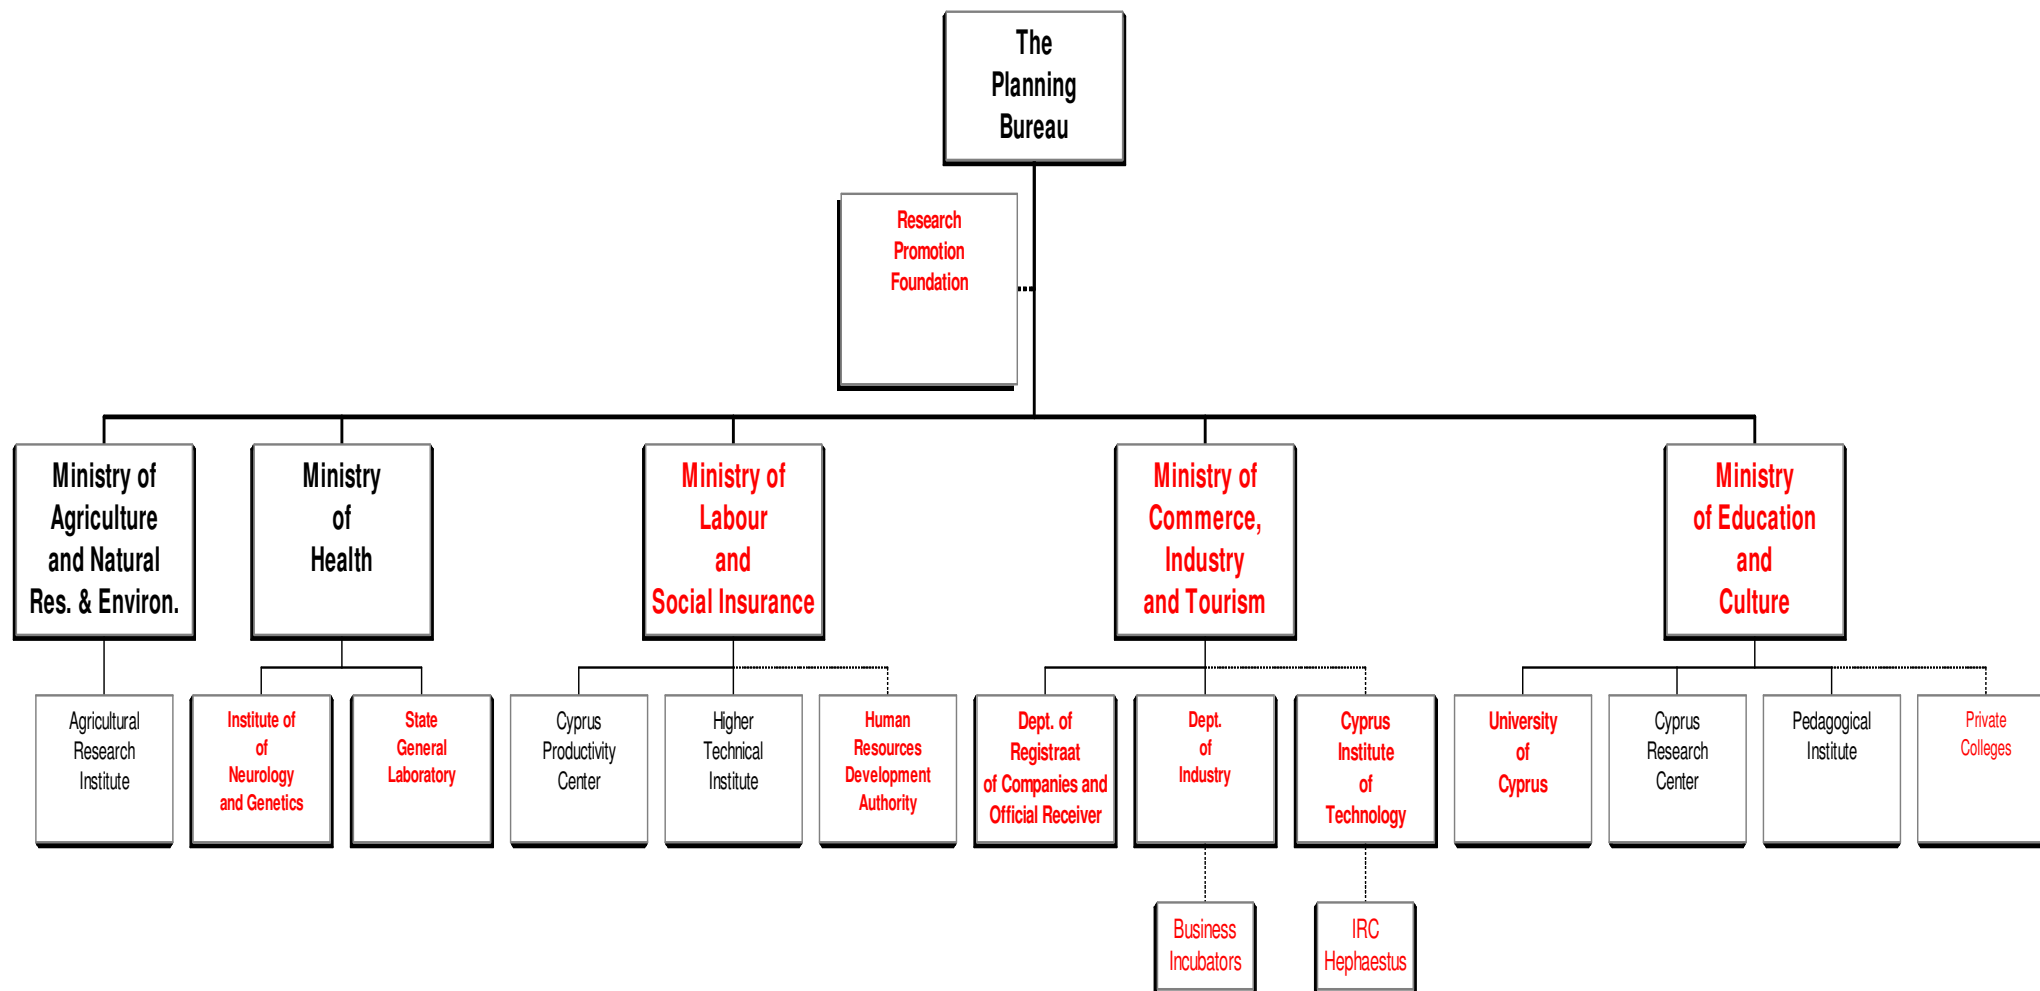 The
Planning
Bureau
Research
Promotion
Foundation
Ministry of
Agriculture
and Natural
Res. & Environ.
Ministry
of
Health
Ministry of
Labour
and
Social Insurance
Ministry of
Commerce,
Industry
and Tourism
Ministry
of Education
and
Culture
Agricultural
Research
Institute
Institute of
of
Neurology
and Genetics
State
General
Laboratory
Cyprus
Productivity
Center
Higher
Technical
Institute
Human
Resources
Development
Authority
Dept. of
Registraat
of Companies and
Official Receiver
Dept.
of
Industry
Cyprus
Institute
of
Technology
University
of
Cyprus
Cyprus
Research
Center
Pedagogical
Institute
Private
Colleges
Business
Incubators
IRC
Hephaestus